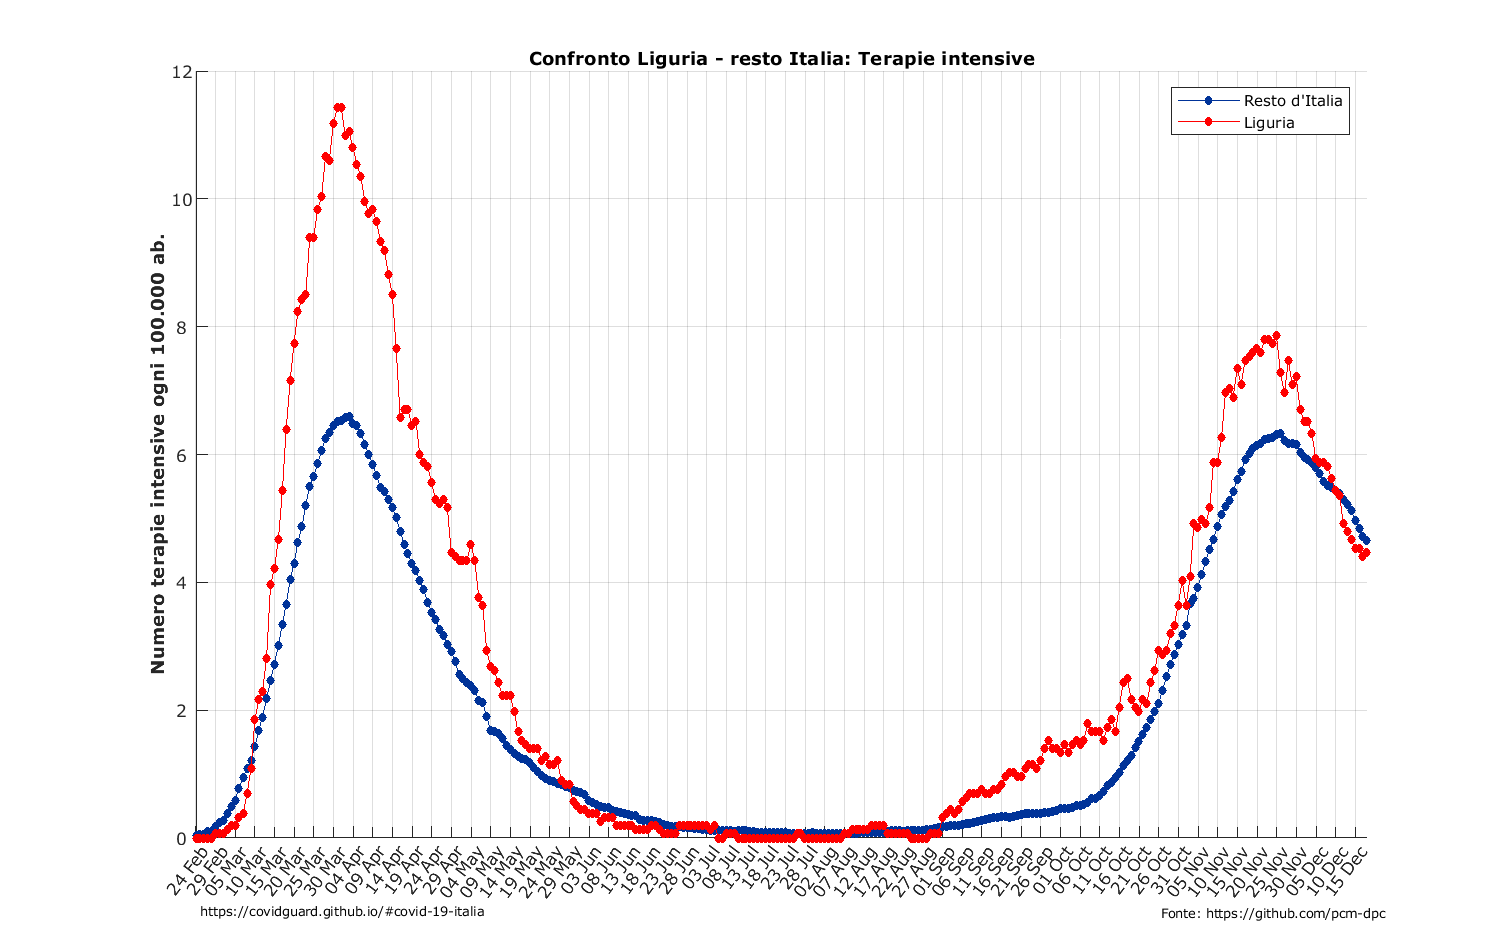 Confronto Liguria - resto Italia: Terapie intensive
Numero terapie intensive ogni 100.000 ab.
12
10
8
6
4
2
0
Resto d'Italia
Liguria
24 Feb
29 Feb
05 Mar
10 Mar
15 Mar
20 Mar
25 Mar
30 Mar
04 Apr
09 Apr
14 Apr
19 Apr
24 Apr
29 Apr
04 May
09 May
14 May
19 May
24 May
29 May
03 Jun
08 Jun
13 Jun
18 Jun
23 Jun
28 Jun
03 Jul
08 Jul
13 Jul
18 Jul
23 Jul
28 Jul
02 Aug
07 Aug
12 Aug
17 Aug
22 Aug
27 Aug
01 Sep
06 Sep
11 Sep
16 Sep
21 Sep
26 Sep
01 Oct
06 Oct
11 Oct
16 Oct
21 Oct
26 Oct
31 Oct
05 Nov
10 Nov
15 Nov
20 Nov
25 Nov
30 Nov
05 Dec
10 Dec
15 Dec
https://covidguard.github.io/#covid-19-italia
Fonte: https://github.com/pcm-dpc